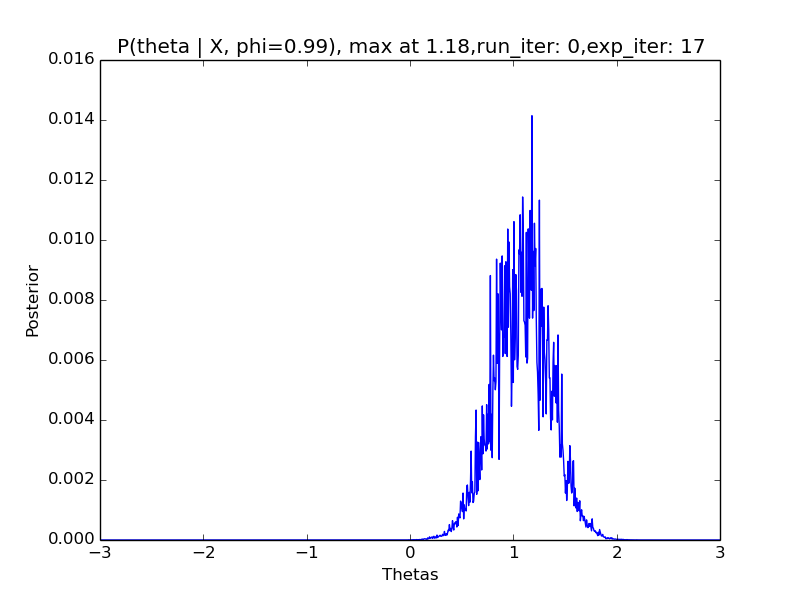 P(theta | X, phi=0.99), max at 1.18,run_iter: 0,exp_iter: 17
0.016
0.014
0.012
0.010
0.008
0.006
0.004
0.002
0.000
Posterior
−3 −2 −1 0 1 2 3
Thetas